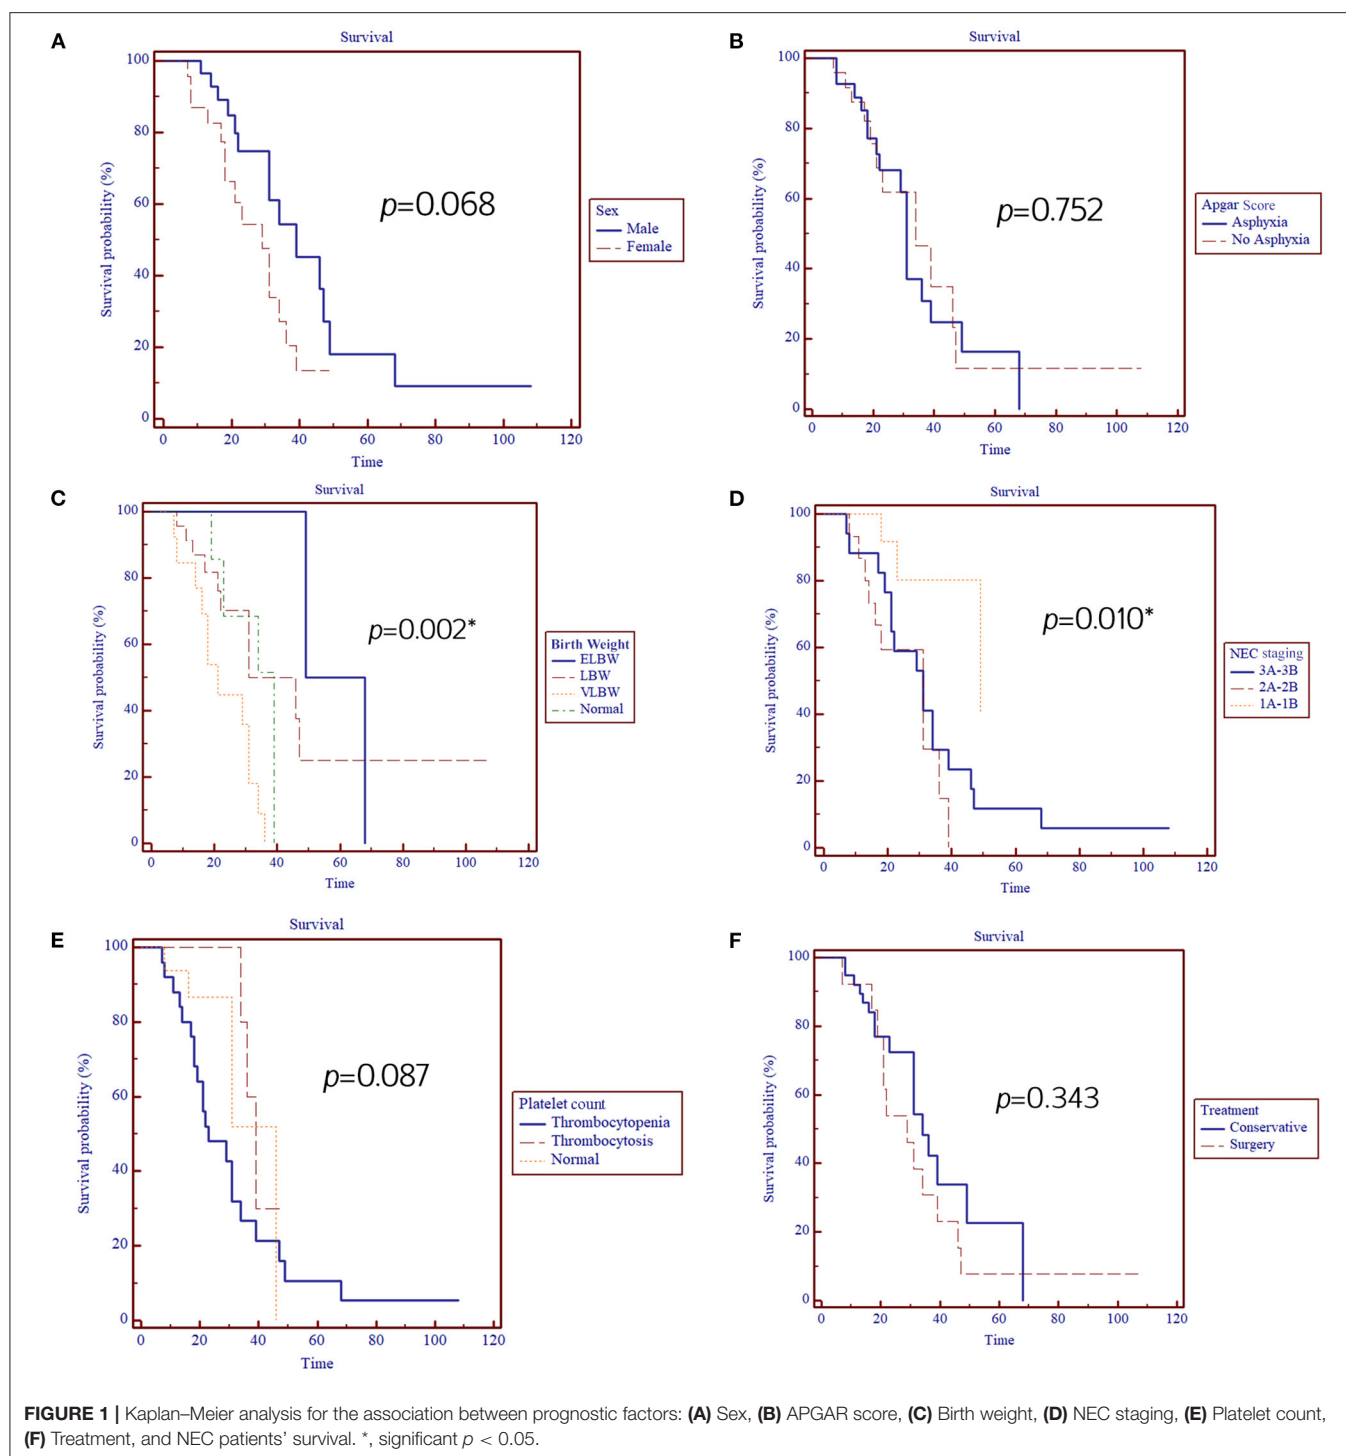 A
Survival
100
80
60
40
20
0
Survival probability (%)
p=0.068
Sex
Male
Female
0 20 40 60 80 100 120
Time
B
Survival
100
80
60
40
20
0
Survival probability (%)
p=0.752
Apgar Score
Asphyxia
No Asphyxia
0 20 40 60 80 100 120
Time
C
Survival
100
80
60
40
20
0
Survival probability (%)
p=0.002*
Birth Weight
ELBW
LBW
VLBW
Normal
0 20 40 60 80 100 120
Time
D
Survival
100
80
60
40
20
0
Survival probability (%)
p=0.010*
NEC staging
3A-3B
2A-2B
1A-1B
0 20 40 60 80 100 120
Time
E
Survival
100
80
60
40
20
0
Survival probability (%)
p=0.087
Platelet count
Thrombocytopenia
Thrombocytosis
Normal
0 20 40 60 80 100 120
Time
F
Survival
100
80
60
40
20
0
Survival probability (%)
p=0.343
Treatment
Conservative
Surgery
0 20 40 60 80 100 120
Time
FIGURE 1 | Kaplan–Meier analysis for the association between prognostic factors: (A) Sex, (B) APGAR score, (C) Birth weight, (D) NEC staging, (E) Platelet count,
(F) Treatment, and NEC patients' survival. *, significant p < 0.05.